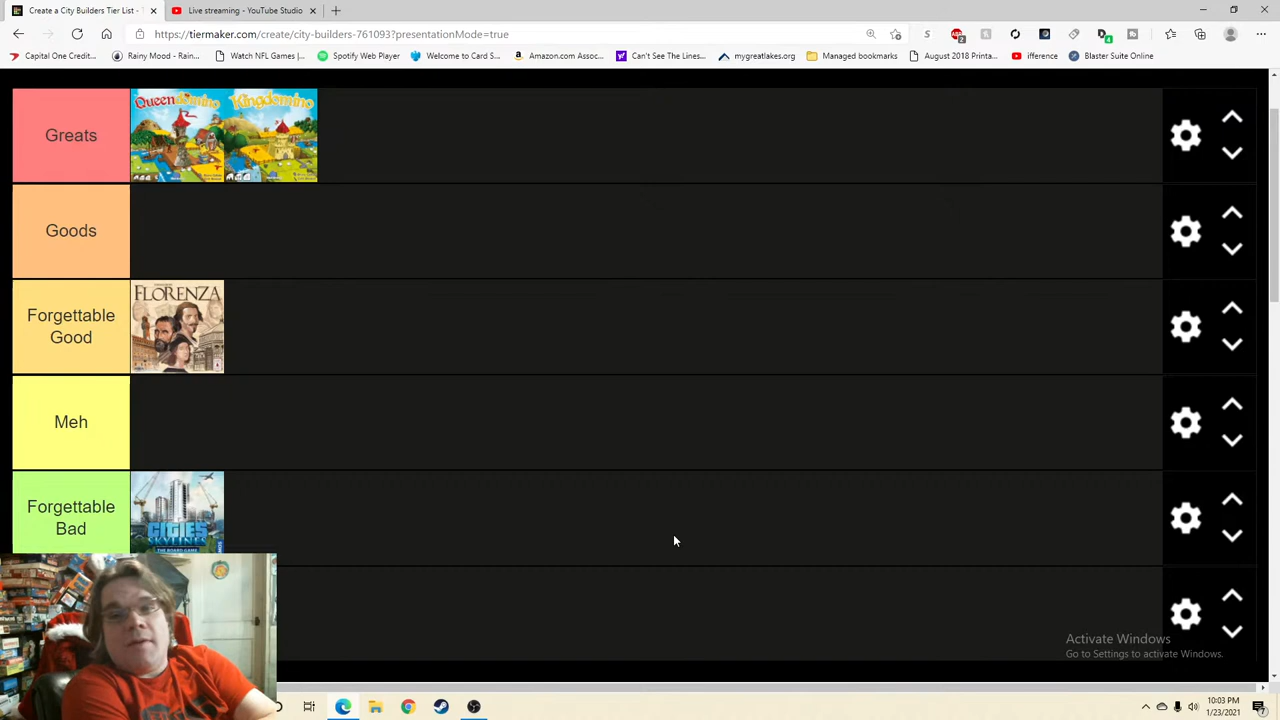 Create a City Builders Tier List -
Live streaming - YouTube Studio
https://tiermaker.com/create/city-builders-761093?presentationMode=true
Capital One Credit...
Rainy Mood - Rain...
Watch NFL Games |...
Spotify Web Player
Welcome to Card S...
Amazon.com Assoc...
Can't See The Lines...
mygreatlakes.org
Managed bookmarks
August 2018 Printa...
ifference
Blaster Suite Online
Greats
Queendomino
Kingdomino
Goods
Forgettable
Good
FLORENZA
Meh
Forgettable
Bad
CITIES
SKYLINES
THE BOARD GAME
Activate Windows
Go to Settings to activate Windows.
10:03 PM
1/23/2021